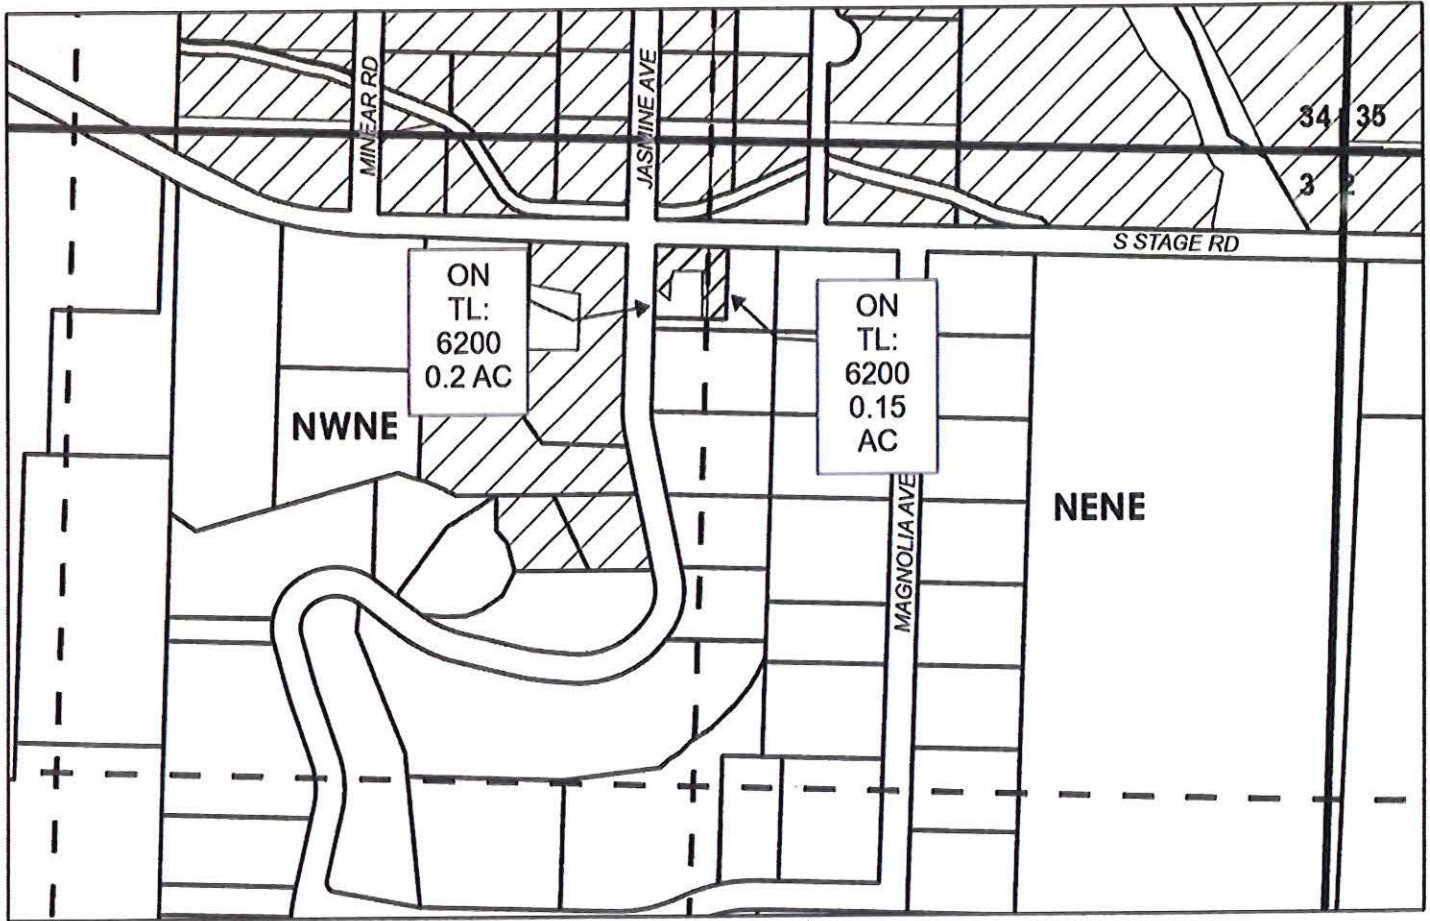 MINEAR RD
JASMINE AVE
34 35
3 2
S STAGE RD
ON
TL:
6200
0.2 AC
ON
TL:
6200
0.15
AC
NWNE
NENE
MAGNOLIA AVE